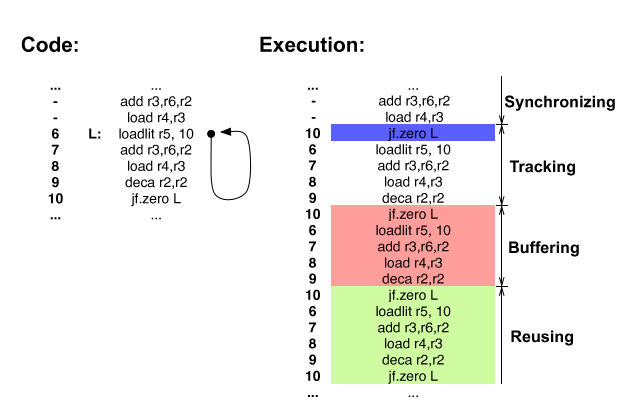 Code:
... ...
- add r3,r6,r2
- load r4,r3
6 L: loadlit r5, 10
7 add r3,r6,r2
8 load r4,r3
9 deca r2,r2
10 jf.zero L
... ...
Execution:
... ...
- add r3,r6,r2
- load r4,r3
Synchronizing
10 jf.zero L
6 loadlit r5, 10
7 add r3,r6,r2
8 load r4,r3
9 deca r2,r2
Tracking
10 jf.zero L
6 loadlit r5, 10
7 add r3,r6,r2
8 load r4,r3
9 deca r2,r2
Buffering
10 jf.zero L
6 loadlit r5, 10
7 add r3,r6,r2
8 load r4,r3
9 deca r2,r2
10 jf.zero L
Reusing
... ...